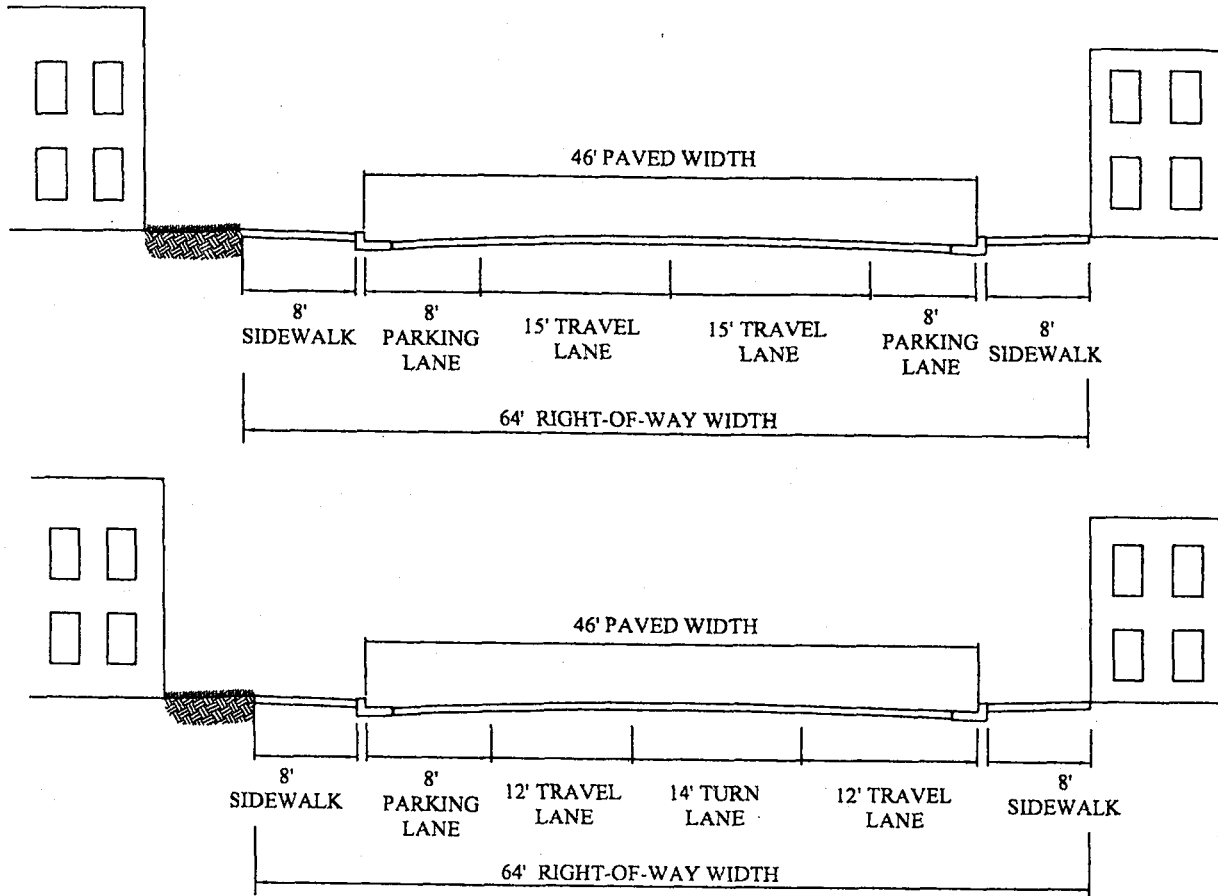 46' PAVED WIDTH
8'
SIDEWALK
8'
PARKING
LANE
15' TRAVEL
LANE
15' TRAVEL
LANE
8'
PARKING
LANE
8'
SIDEWALK
64' RIGHT-OF-WAY WIDTH
46' PAVED WIDTH
8'
SIDEWALK
8'
PARKING
LANE
12' TRAVEL
LANE
14' TURN
LANE
12' TRAVEL
LANE
8'
SIDEWALK
64' RIGHT-OF-WAY WIDTH